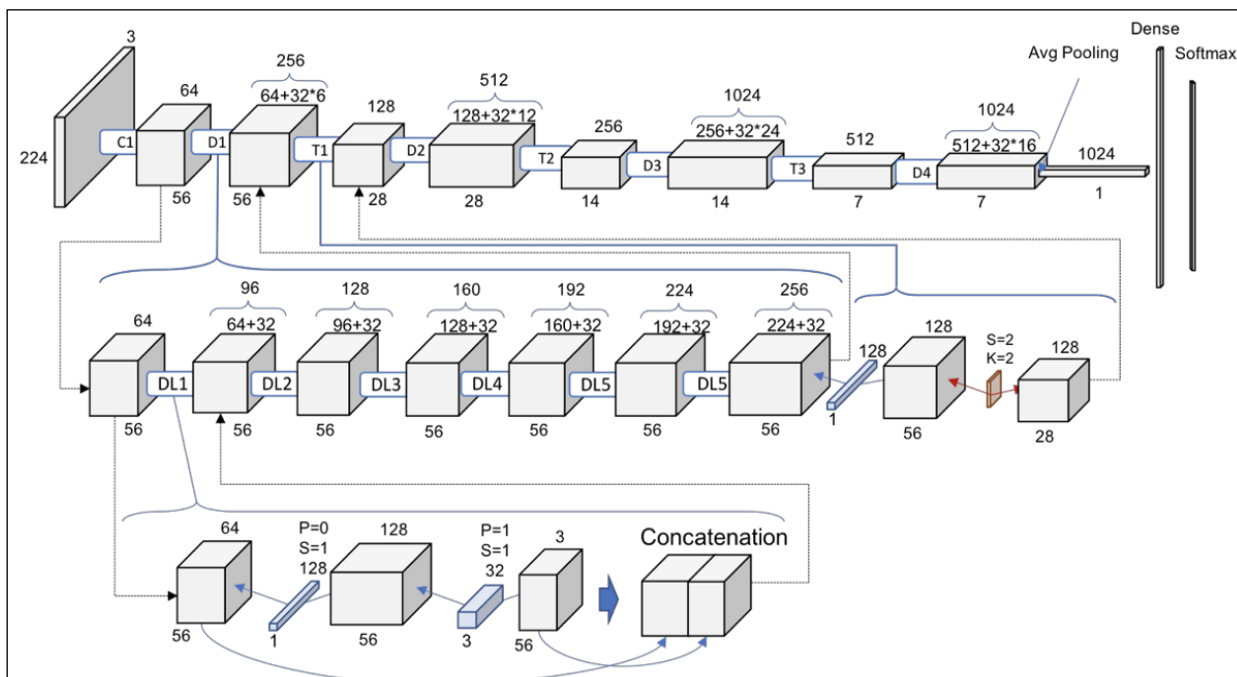 Dense
Softmax
Avg Pooling
3
224
C1
64
56
D1
256
64+32*6
56
T1
128
28
D2
512
128+32*12
28
T2
256
14
D3
1024
256+32*24
14
T3
512
7
D4
1024
512+32*16
7
1024
1
64
56
DL1
96
64+32
56
DL2
128
96+32
56
DL3
160
128+32
56
DL4
192
160+32
56
DL5
224
192+32
56
DL5
256
224+32
56
128
1
128
56
S=2
K=2
128
28
64
56
P=0
S=1
128
1
128
56
P=1
S=1
32
3
3
56
Concatenation